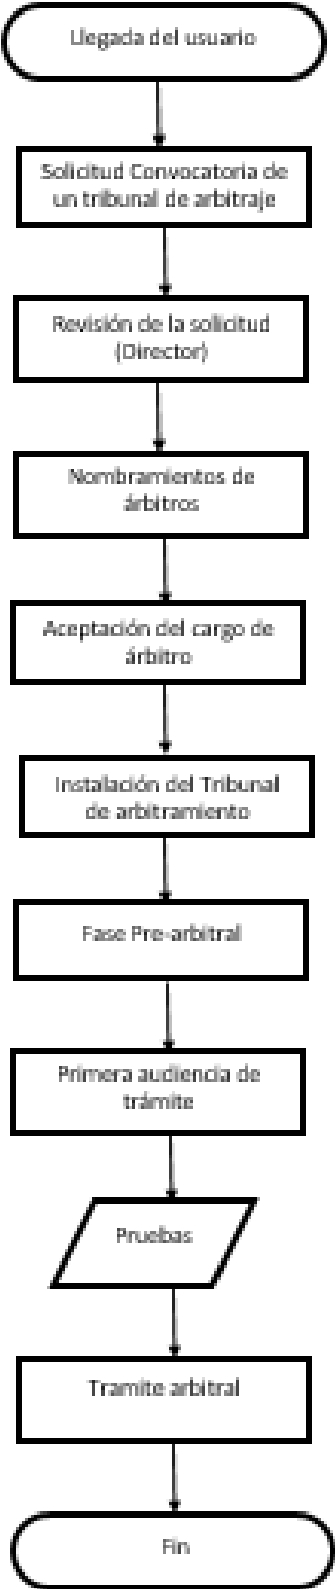 Llegada del usuario
Solicitud Convocatoria de
un tribunal de arbitraje
Revisión de la solicitud
(Director)
Nombramientos de
árbitros
Aceptación del cargo de
árbitro
Instalación del Tribunal
de arbitramiento
Fase Pre-arbitral
Primera audiencia de
trámite
Pruebas
Tramite arbitral
Fin